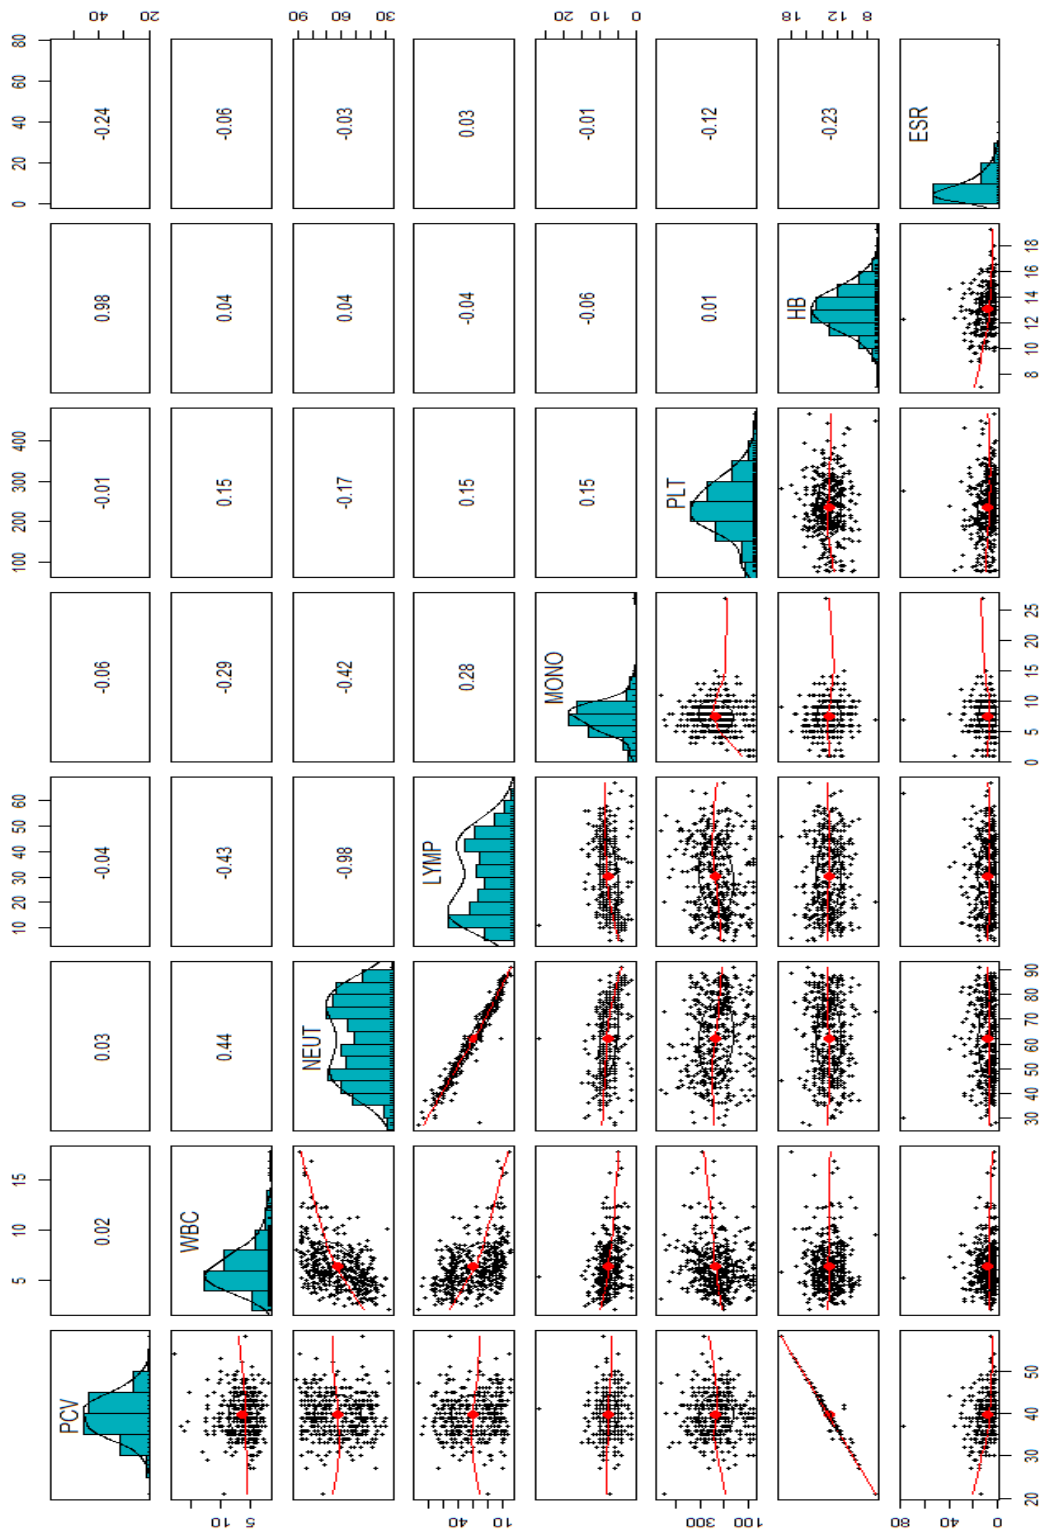 5 10 15 10 20 30 40 50 60 100 200 300 400 0 20 40 60 80
PCV 0.02 0.03 -0.04 -0.06 -0.01 0.98 -0.24
20 40
5 10
WBC 0.44 -0.43 -0.29 0.15 0.04 -0.06
NEUT -0.98 -0.42 -0.17 0.04 -0.03
30 60 90
10 40
LYMP 0.28 0.15 -0.04 0.03
MONO 0.15 -0.06 -0.01
0 10 20
100 300
PLT 0.01 -0.12
HB -0.23
8 12 18
0 40 80
ESR
20 30 40 50 30 40 50 60 70 80 90 0 5 10 15 20 25 8 10 12 14 16 18